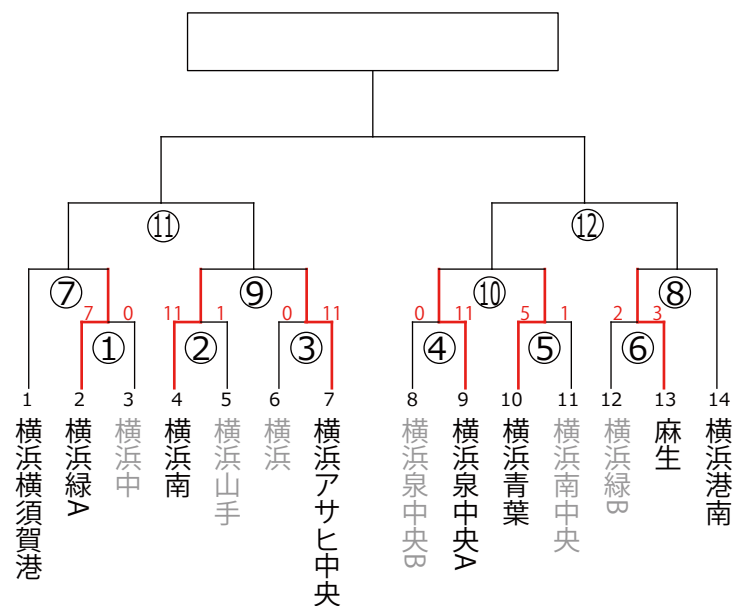 ⑪
⑫
⑦
⑨
⑩
⑧
7 0 11 1 0 11 0 11 5 1 2 3
① ② ③ ④ ⑤ ⑥
1 2 3 4 5 6 7 8 9 10 11 12 13 14
横浜横須賀港
横浜緑A
横浜中
横浜南
横浜山手
横浜
横浜アサヒ中央
横浜泉中央B
横浜泉中央A
横浜青葉
横浜南中央
横浜緑B
麻生
横浜港南